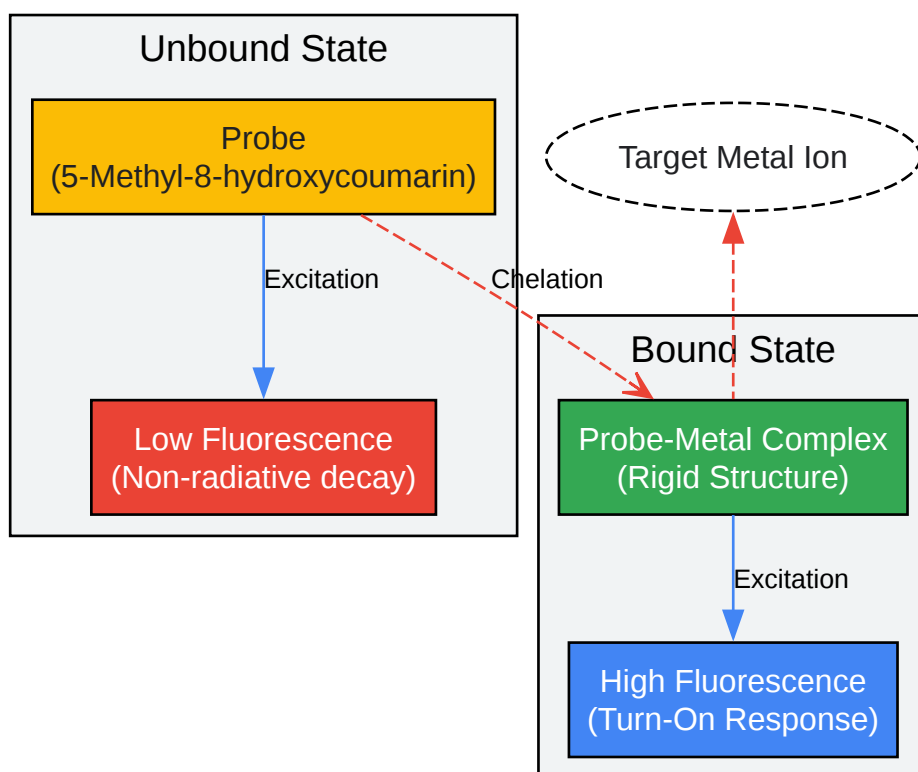 Unbound State
Probe
(5-Methyl-8-hydroxycoumarin)
Target Metal Ion
Excitation
Chelation
Bound State
Low Fluorescence
(Non-radiative decay)
Probe-Metal Complex
(Rigid Structure)
Excitation
High Fluorescence
(Turn-On Response)